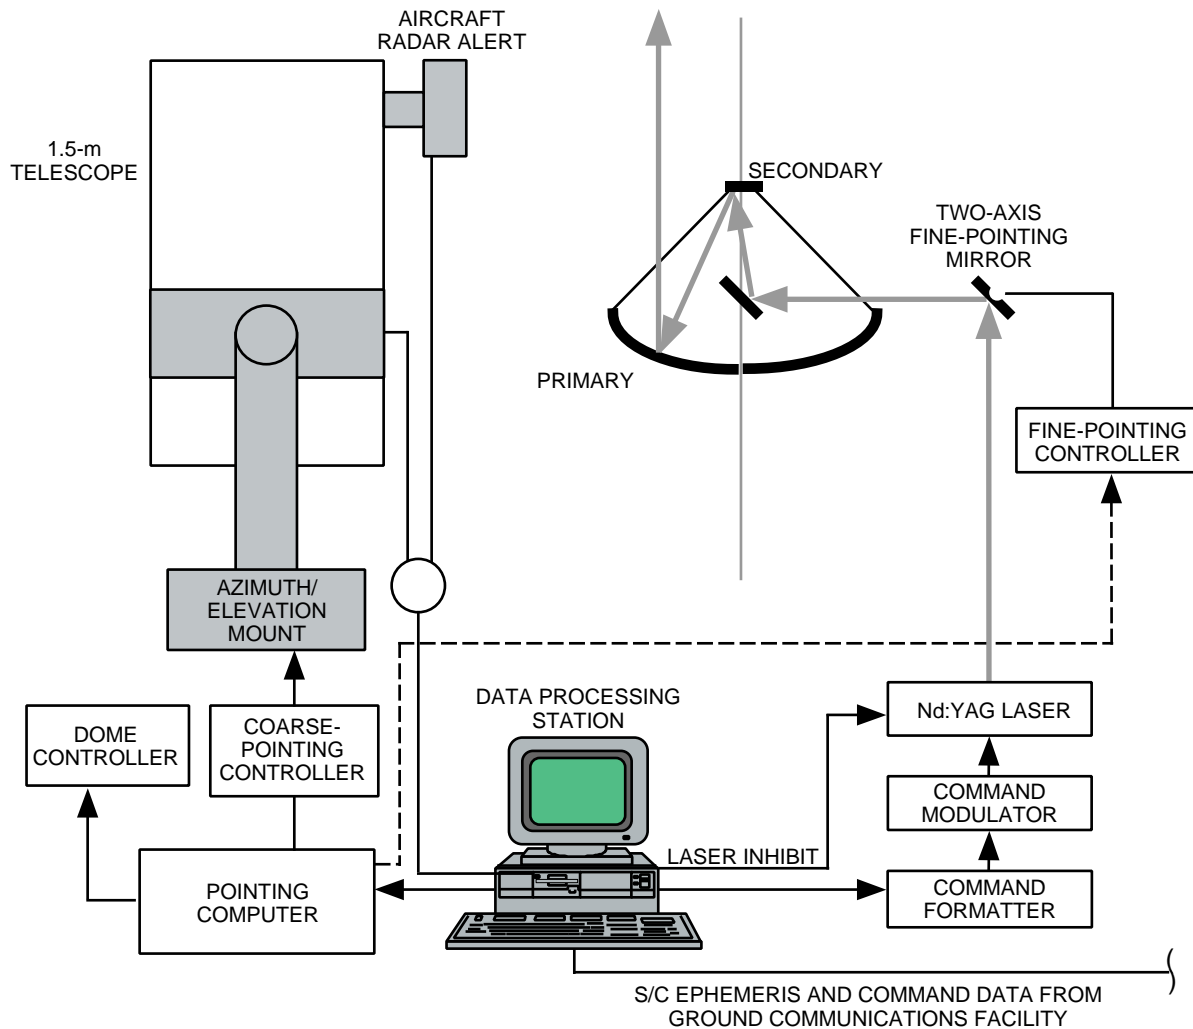 AIRCRAFT
RADAR ALERT
1.5-m
TELESCOPE
SECONDARY
TWO-AXIS
FINE-POINTING
MIRROR
PRIMARY
FINE-POINTING
CONTROLLER
AZIMUTH/
ELEVATION
MOUNT
DATA PROCESSING
STATION
Nd:YAG LASER
DOME
CONTROLLER
COARSE-
POINTING
CONTROLLER
COMMAND
MODULATOR
LASER INHIBIT
POINTING
COMPUTER
COMMAND
FORMATTER
S/C EPHEMERIS AND COMMAND DATA FROM
GROUND COMMUNICATIONS FACILITY